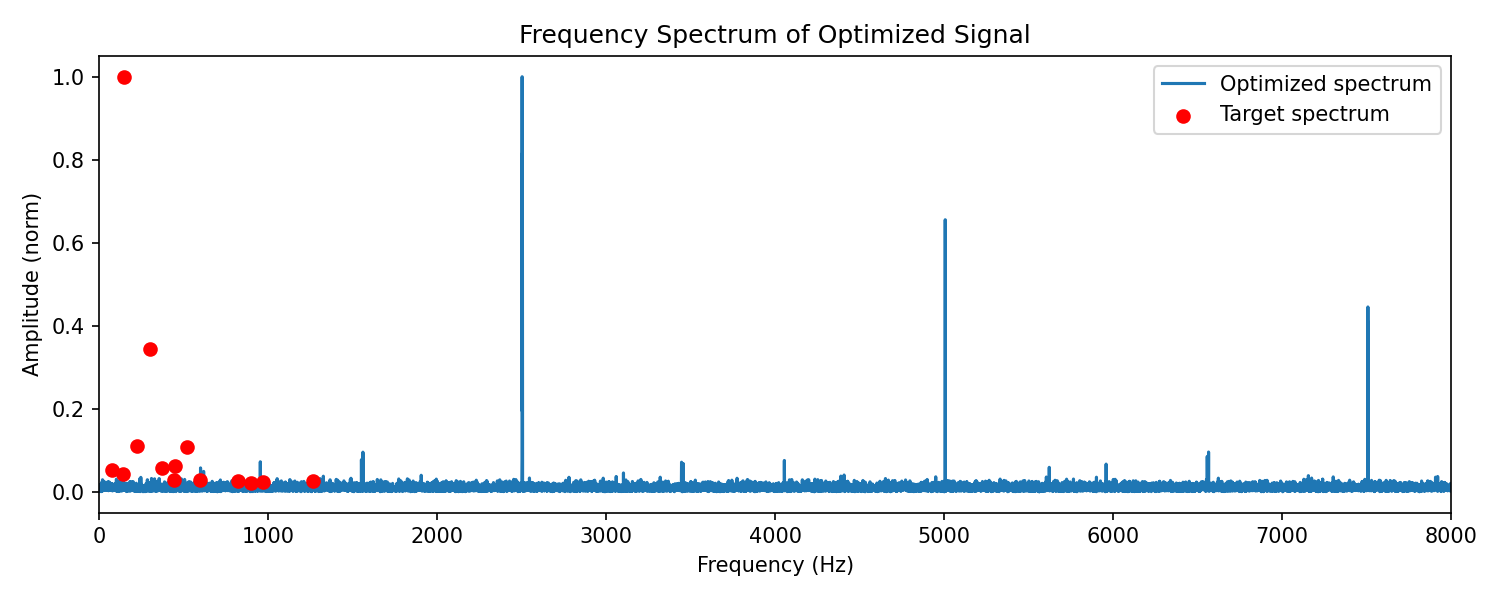 Frequency Spectrum of Optimized Signal
Optimized spectrum
Target spectrum
Amplitude (norm)
1.0
0.8
0.6
0.4
0.2
0.0
0 1000 2000 3000 4000 5000 6000 7000 8000
Frequency (Hz)